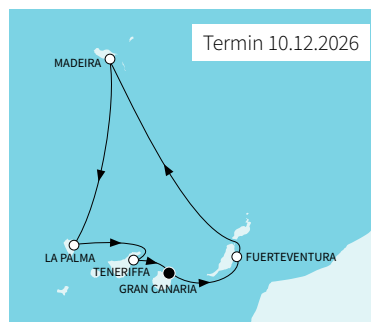 Termin 10.12.2026
MADEIRA
LA PALMA
FUERTEVENTURA
TENERIFFA
GRAN CANARIA